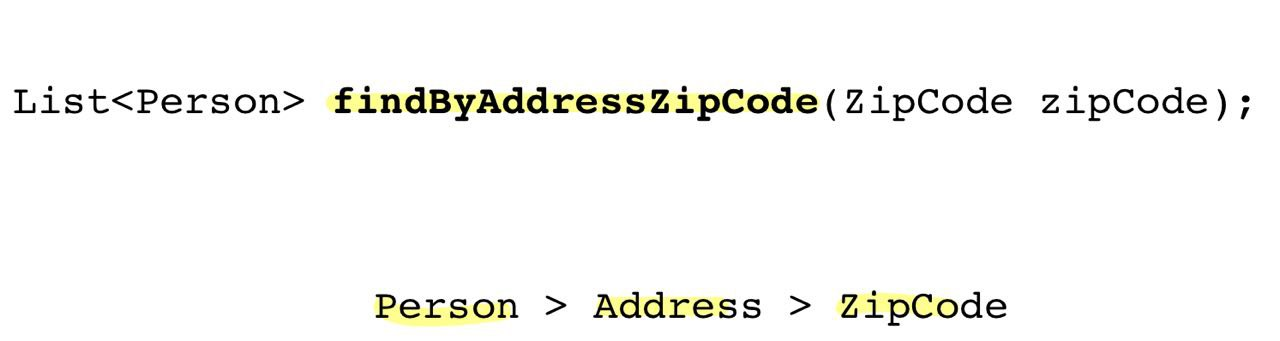 List<Person> findByAddressZipCode(ZipCode zipCode);
Person > Address > ZipCode